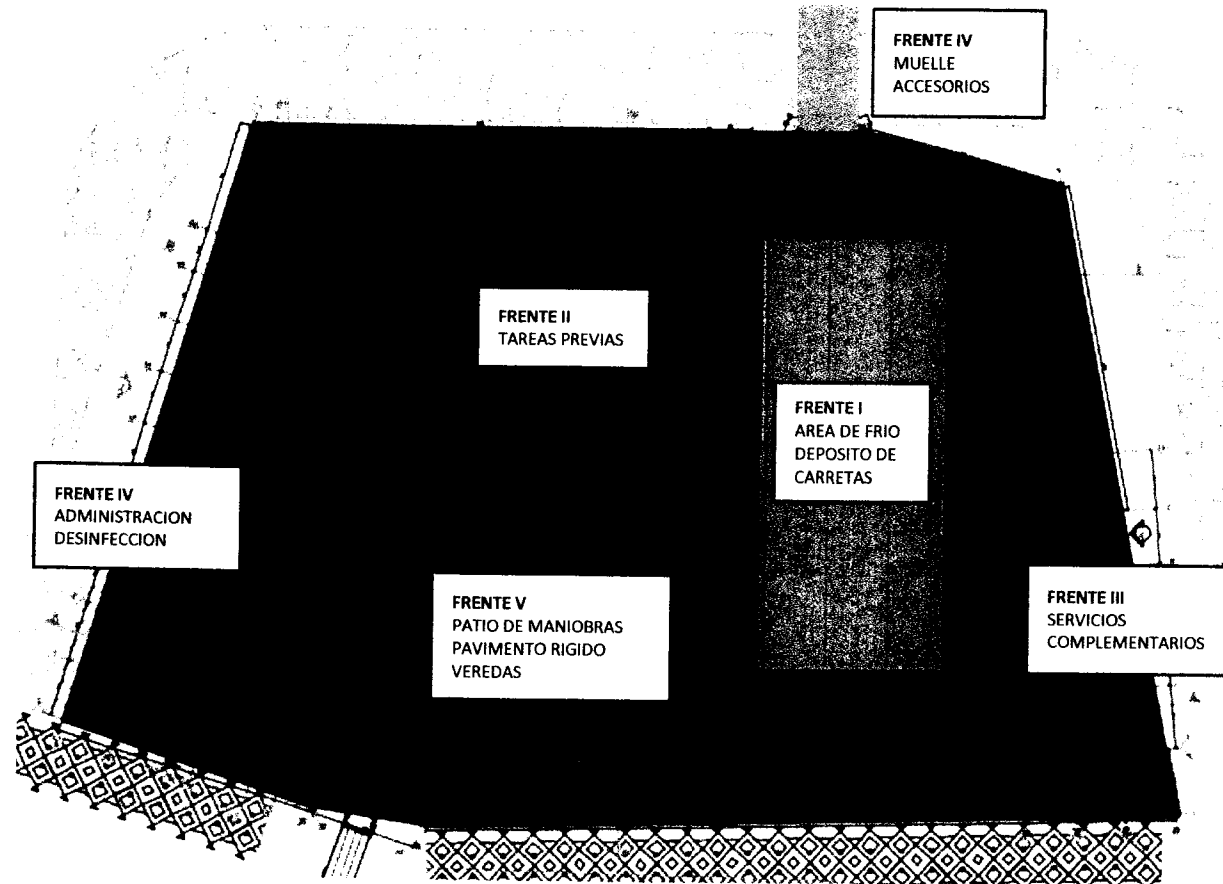 FRENTE IV
MUELLE
ACCESORIOS
FRENTE II
TAREAS PREVIAS
FRENTE I
AREA DE FRIO
DEPOSITO DE
CARRETAS
FRENTE IV
ADMINISTRACION
DESINFECCION
FRENTE V
PATIO DE MANIOBRAS
PAVIMENTO RIGIDO
VEREDAS
FRENTE III
SERVICIOS
COMPLEMENTARIOS